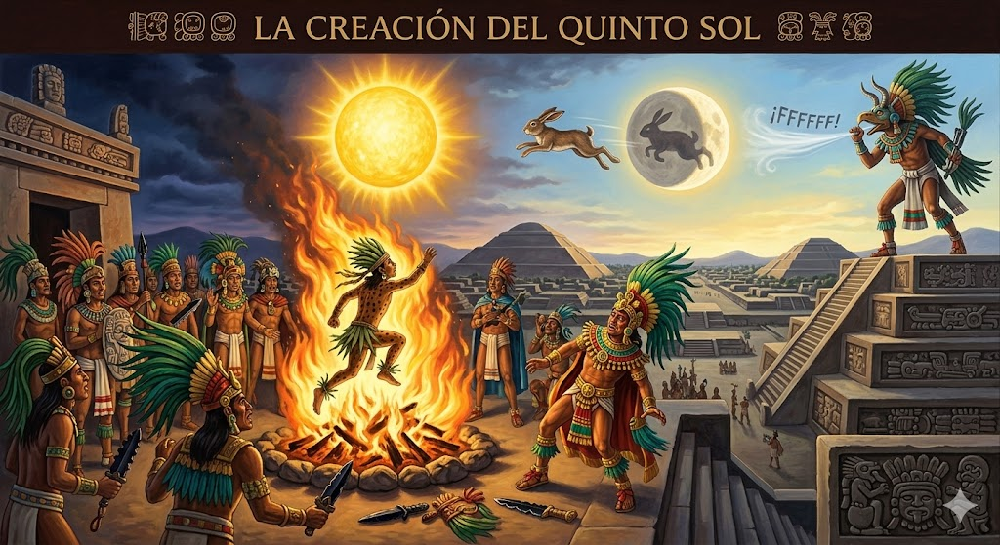 LA CREACIÓN DEL QUINTO SOL
¡FFFFFF!